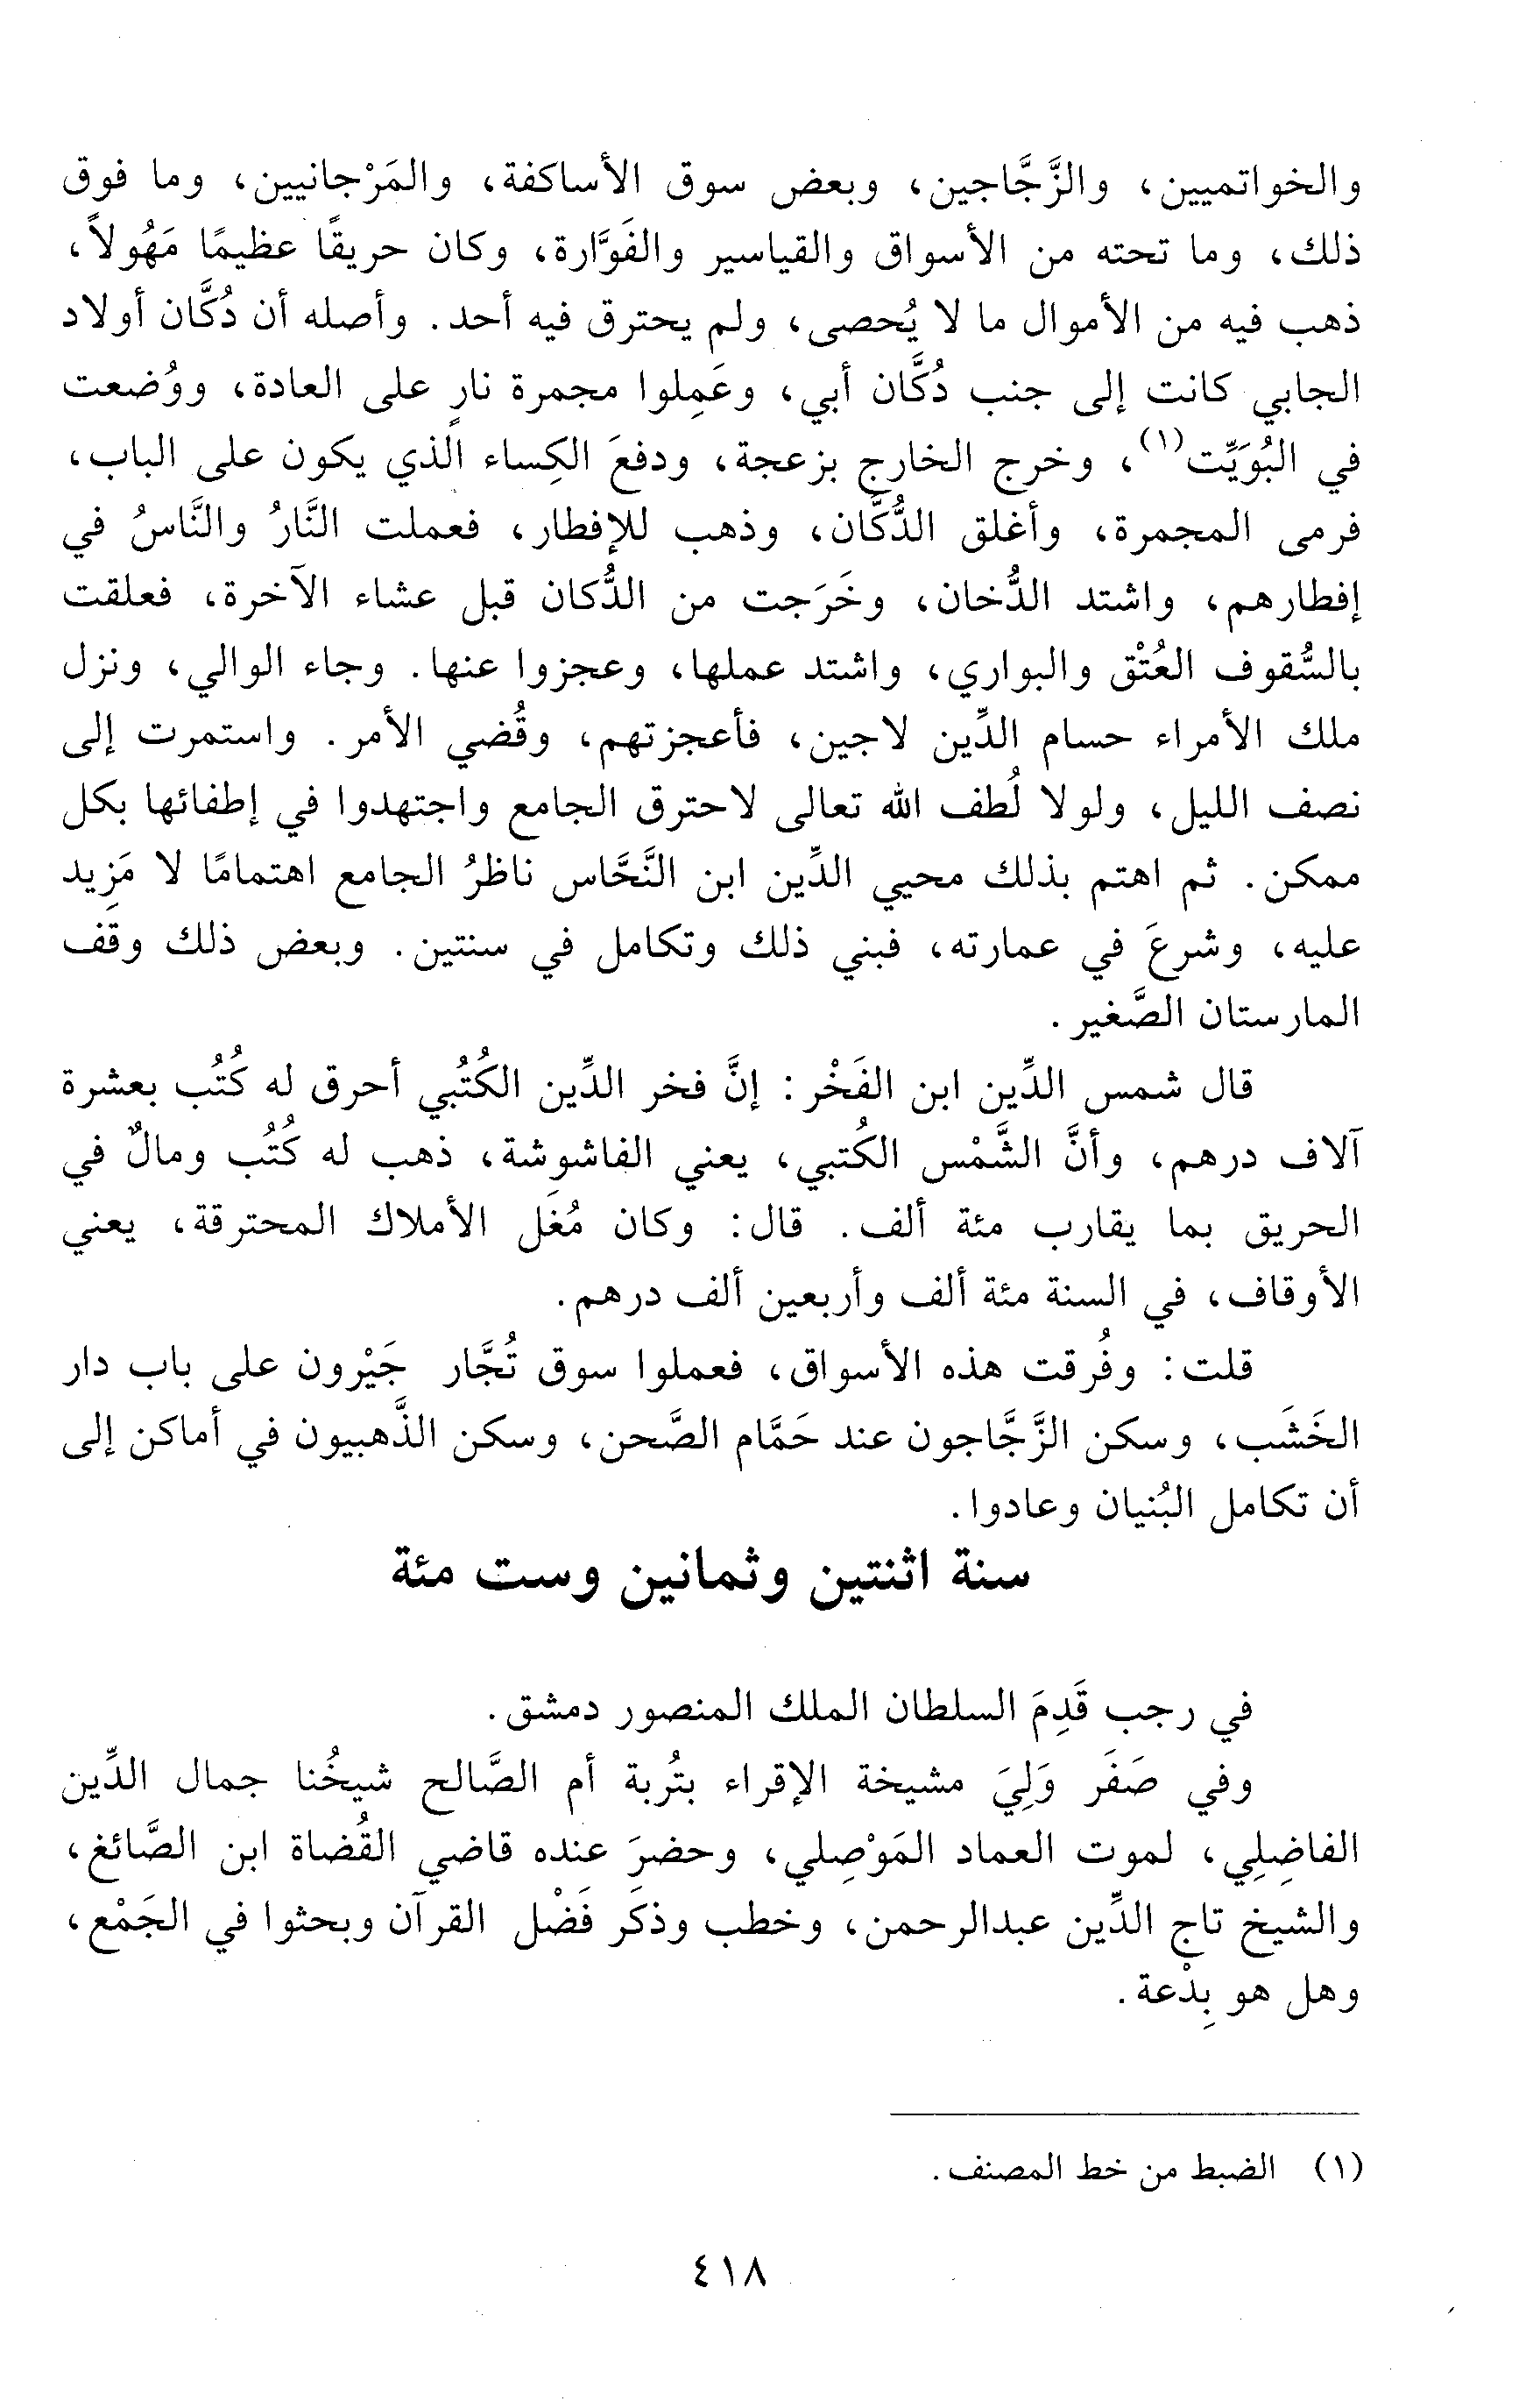 والخواتميين، والزَّجَّاجين، وبعض سوق الأساكفة، والمَرْجانيين، وما فوق
ذلك، وما تحته من الأسواق والقياسير والفَوَّارة، وكان حريقًا عظيمًا مَهُولاً،
ذهب فيه من الأموال ما لا يُحصى، ولم يحترق فيه أحد. وأصله أن دُكَّان أولاد
الجابي كانت إلى جنب دُكَّان أبي، وعَمِلوا مجمرة نارٍ على العادة، ووُضعت
في البُوَيِّت(١)، وخرج الخارج بزعجة، ودفعَ الكِساء الذي يكون على الباب،
فرمى المجمرة، وأغلق الدُّكَّان، وذهب للإفطار، فعملت النَّارُ والنَّاسُ في
إفطارهم، واشتد الدُّخان، وخَرَجت من الدُّكان قبل عشاء الآخرة، فعلقت
بالسُّقوف العُتْق والبواري، واشتد عملها، وعجزوا عنها. وجاء الوالي، ونزل
ملك الأمراء حسام الدِّين لاجين، فأعجزتهم، وقُضي الأمر. واستمرت إلى
نصف الليل، ولولا لُطف الله تعالى لاحترق الجامع واجتهدوا في إطفائها بكل
ممكن. ثم اهتم بذلك محيي الدِّين ابن النَّحَّاس ناظرُ الجامع اهتمامًا لا مَزِيد
عليه، وشرعَ في عمارته، فبني ذلك وتكامل في سنتين. وبعض ذلك وقف
المارستان الصَّغير.
قال شمس الدِّين ابن الفَخْر: إنَّ فخر الدِّين الكُتُبي أحرق له كُتُب بعشرة
آلاف درهم، وأنَّ الشَّمْس الكُتبي، يعني الفاشوشة، ذهب له كُتُب ومالٌ في
الحريق بما يقارب مئة ألف. قال: وكان مُغَل الأملاك المحترقة، يعني
الأوقاف، في السنة مئة ألف وأربعين ألف درهم.
قلت: وفُرقت هذه الأسواق، فعملوا سوق تُجَّار جَيْرون على باب دار
الخَشَب، وسكن الزَّجَّاجون عند حَمَّام الصَّحن، وسكن الذَّهبيون في أماكن إلى
أن تكامل البُنيان وعادوا.
سنة اثنتين وثمانين وست مئة
في رجب قَدِمَ السلطان الملك المنصور دمشق.
وفي صَفَر وَلِيَ مشيخة الإقراء بتُربة أم الصَّالح شيخُنا جمال الدِّين
الفاضِلِي، لموت العماد المَوْصِلي، وحضرَ عنده قاضي القُضاة ابن الصَّائغ،
والشيخ تاج الدِّين عبدالرحمن، وخطب وذكَر فَضْل القرآن وبحثوا في الجَمْع،
وهل هو بِدْعة.
(١) الضبط من خط المصنف.
٤١٨